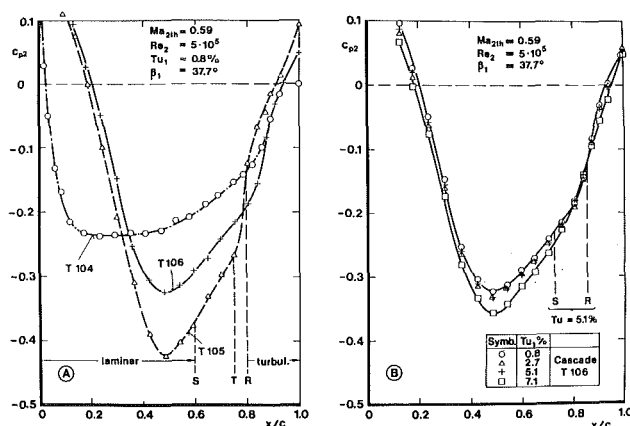 0.1
c_p2
0
-0.1
-0.2
-0.3
-0.4
-0.5
Ma_2th = 0.59
Re_2 ≈ 5·10⁵
Tu_1 ≈ 0.8%
β_1 = 37.7°
T 104
T 106
T 105
laminar
S
T
R
turbul.
A
0
0.2
0.4
0.6
0.8
1.0
x/c
0.1
c_p2
0
-0.1
-0.2
-0.3
-0.4
-0.5
Ma_2th = 0.59
Re_2 = 5·10⁵
β_1 = 37.7°
S
R
Tu = 5.1%
Symb. Tu_1% Cascade T 106
○ 0.8
△ 2.7
+ 5.1
□ 7.1
B
0
0.2
0.4
0.6
0.8
1.0
x/c